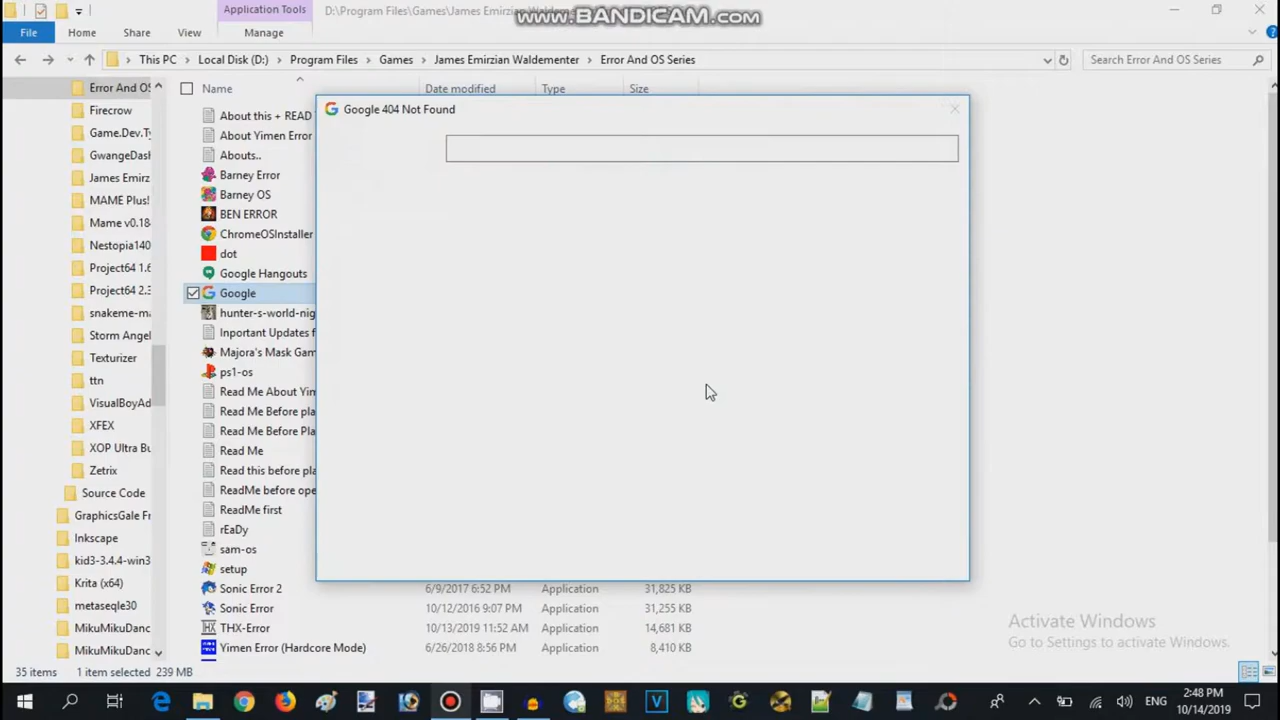 Application Tools
D:\Program Files\Games\James Emirzian Waldementer\Error And OS Series
www.BANDICAM.com
File
Home
Share
View
Manage
This PC
Local Disk (D:)
Program Files
Games
James Emirzian Waldementer
Error And OS Series
Search Error And OS Series
Error And OS
Firecrow
Game.Dev.Ty
GwangeDash
James Emirz
MAME Plus!
Mame v0.184
Nestopia140
Project64 1.6
Project64 2.3
snakeme-ma
Storm Angel
Texturizer
ttn
VisualBoyAd
XFEX
XOP Ultra Bu
Zetrix
Source Code
GraphicsGale Fr
Inkscape
kid3-3.4.4-win3
Krita (x64)
metaseqle30
MikuMikuDanc
MikuMikuDanc
Name
Date modified
Type
Size
About this + READ
About Yimen Error
Abouts..
Barney Error
Barney OS
BEN ERROR
ChromeOSInstaller
dot
Google Hangouts
Google
hunter-s-world-nig
Inportant Updates f
Majora's Mask Gam
ps1-os
Read Me About Yim
Read Me Before pla
Read Me Before Pla
Read Me
Read this before pla
ReadMe before ope
ReadMe first
rEaDy
sam-os
setup
Sonic Error 2 6/9/2017 6:52 PM Application 31,825 KB
Sonic Error 10/12/2016 9:07 PM Application 31,255 KB
THX-Error 10/13/2019 11:52 AM Application 14,681 KB
Yimen Error (Hardcore Mode) 6/26/2018 8:56 PM Application 8,410 KB
Google 404 Not Found
Activate Windows
Go to Settings to activate Windows.
35 items
1 item selected 239 MB
ENG
2:48 PM
10/14/2019